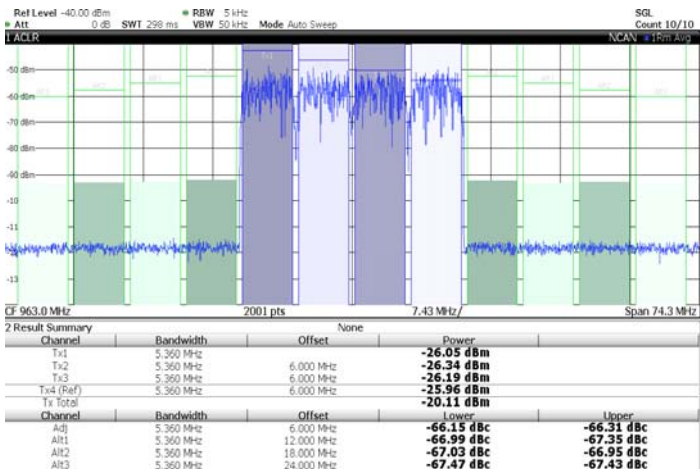 Ref Level -40.00 dBm RBW 5 kHz SGL
Att 0 dB SWT 298 ms VBW 50 kHz Mode Auto Sweep Count 10/10
1 ACLR NCAN 1Rm Avg
Tx1
-50 dBm
-60 dBm
-70 dBm
-80 dBm
-90 dBm
-10
-11
-12
-13
CF 963.0 MHz 2001 pts 7.43 MHz/ Span 74.3 MHz
2 Result Summary None
Channel Bandwidth Offset Power
Tx1 5.360 MHz -26.05 dBm
Tx2 5.360 MHz 6.000 MHz -26.34 dBm
Tx3 5.360 MHz 6.000 MHz -26.19 dBm
Tx4 (Ref) 5.360 MHz 6.000 MHz -25.96 dBm
Tx Total -20.11 dBm
Channel Bandwidth Offset Lower Upper
Adj 5.360 MHz 6.000 MHz -66.15 dBc -66.31 dBc
Alt1 5.360 MHz 12.000 MHz -66.99 dBc -67.35 dBc
Alt2 5.360 MHz 18.000 MHz -67.03 dBc -66.95 dBc
Alt3 5.360 MHz 24.000 MHz -67.47 dBc -67.43 dBc